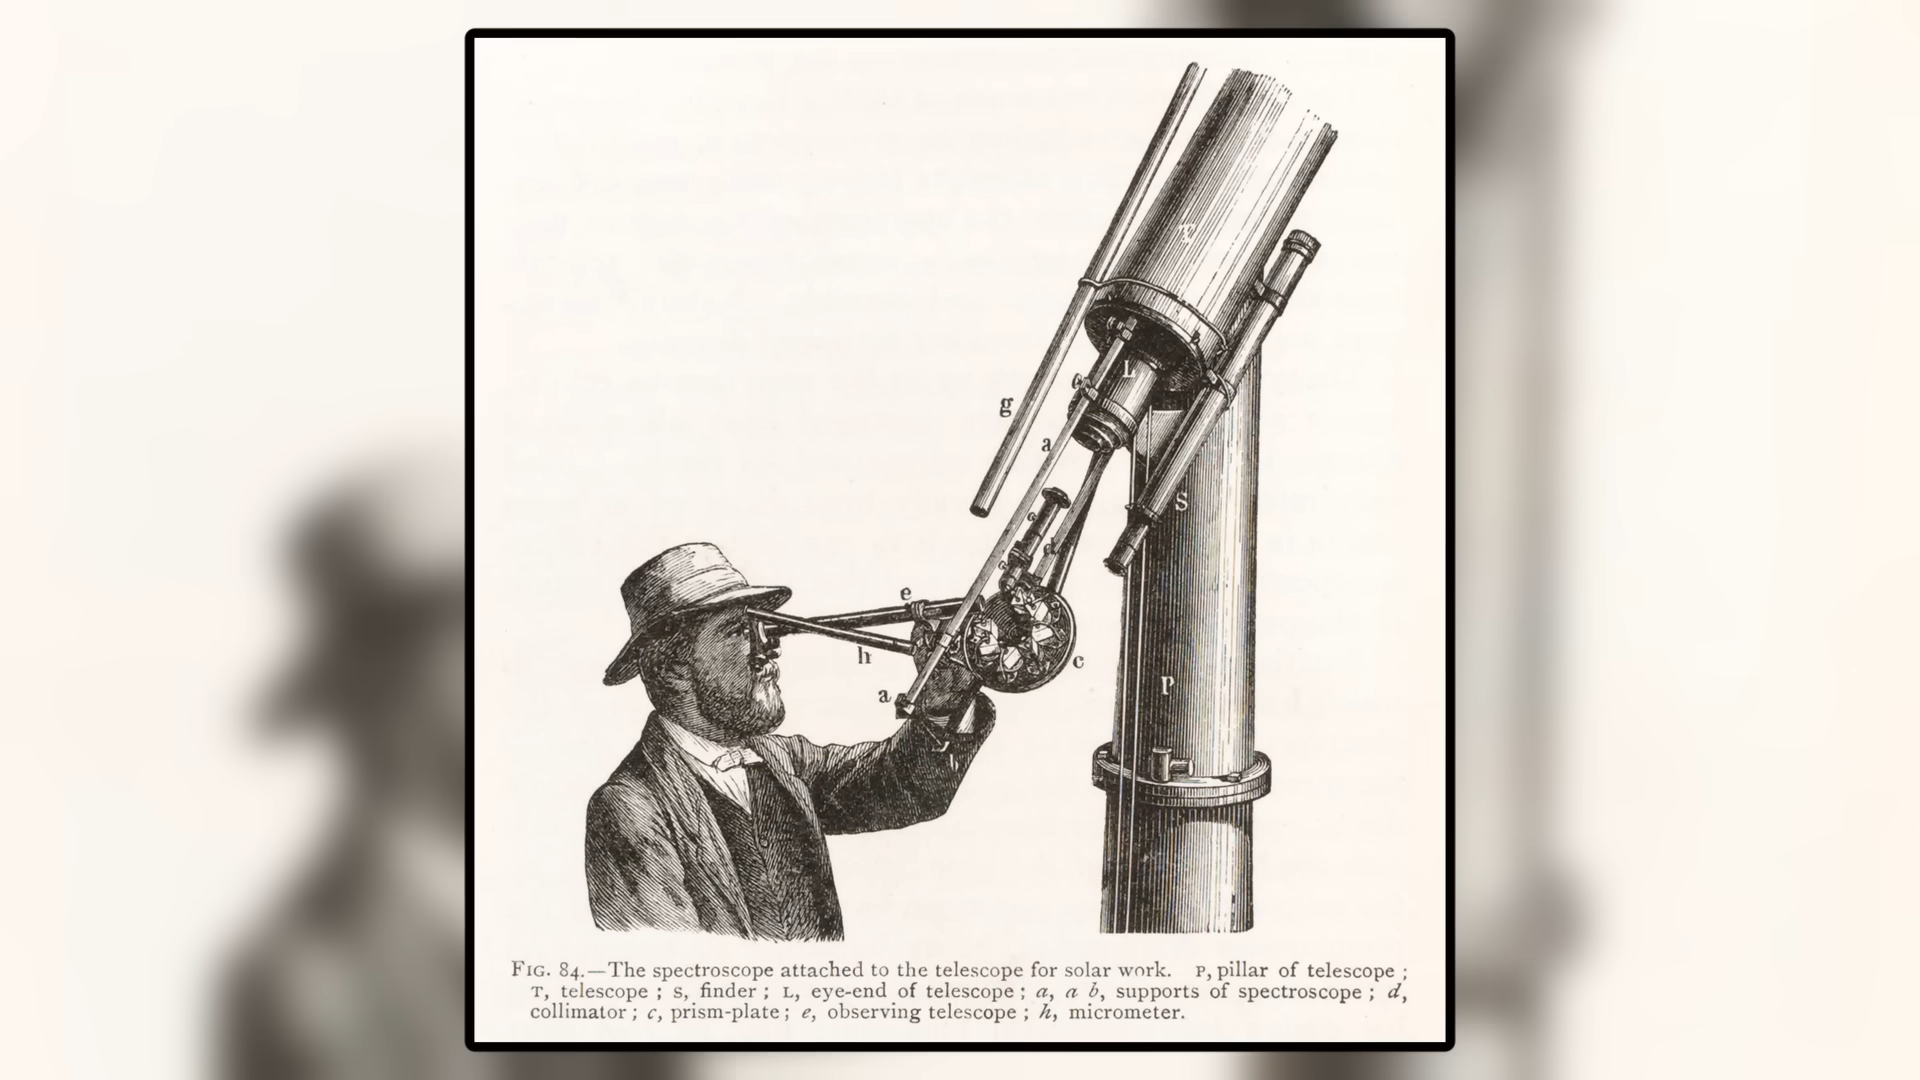 T
L
g
a
S
d
e
h
c
a
P
FIG. 84.—The spectroscope attached to the telescope for solar work. P, pillar of telescope ;
T, telescope ; S, finder ; L, eye-end of telescope ; a, a b, supports of spectroscope ; d,
collimator ; c, prism-plate ; e, observing telescope ; h, micrometer.